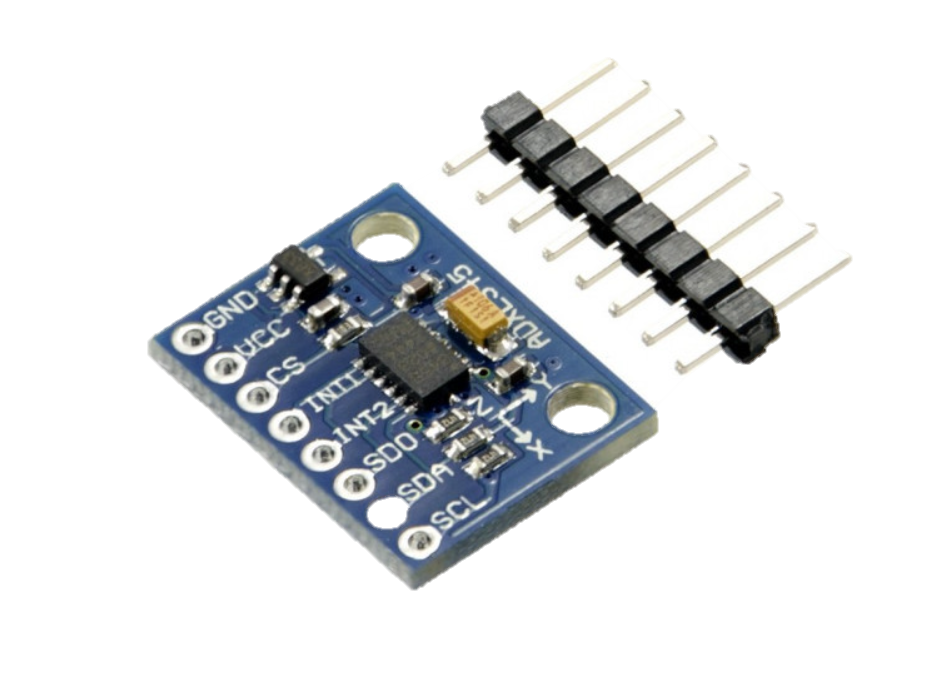 GND
VCC
CS
INT1
INT2
SDO
SDA
SCL
ADXL345
Z
Y
X